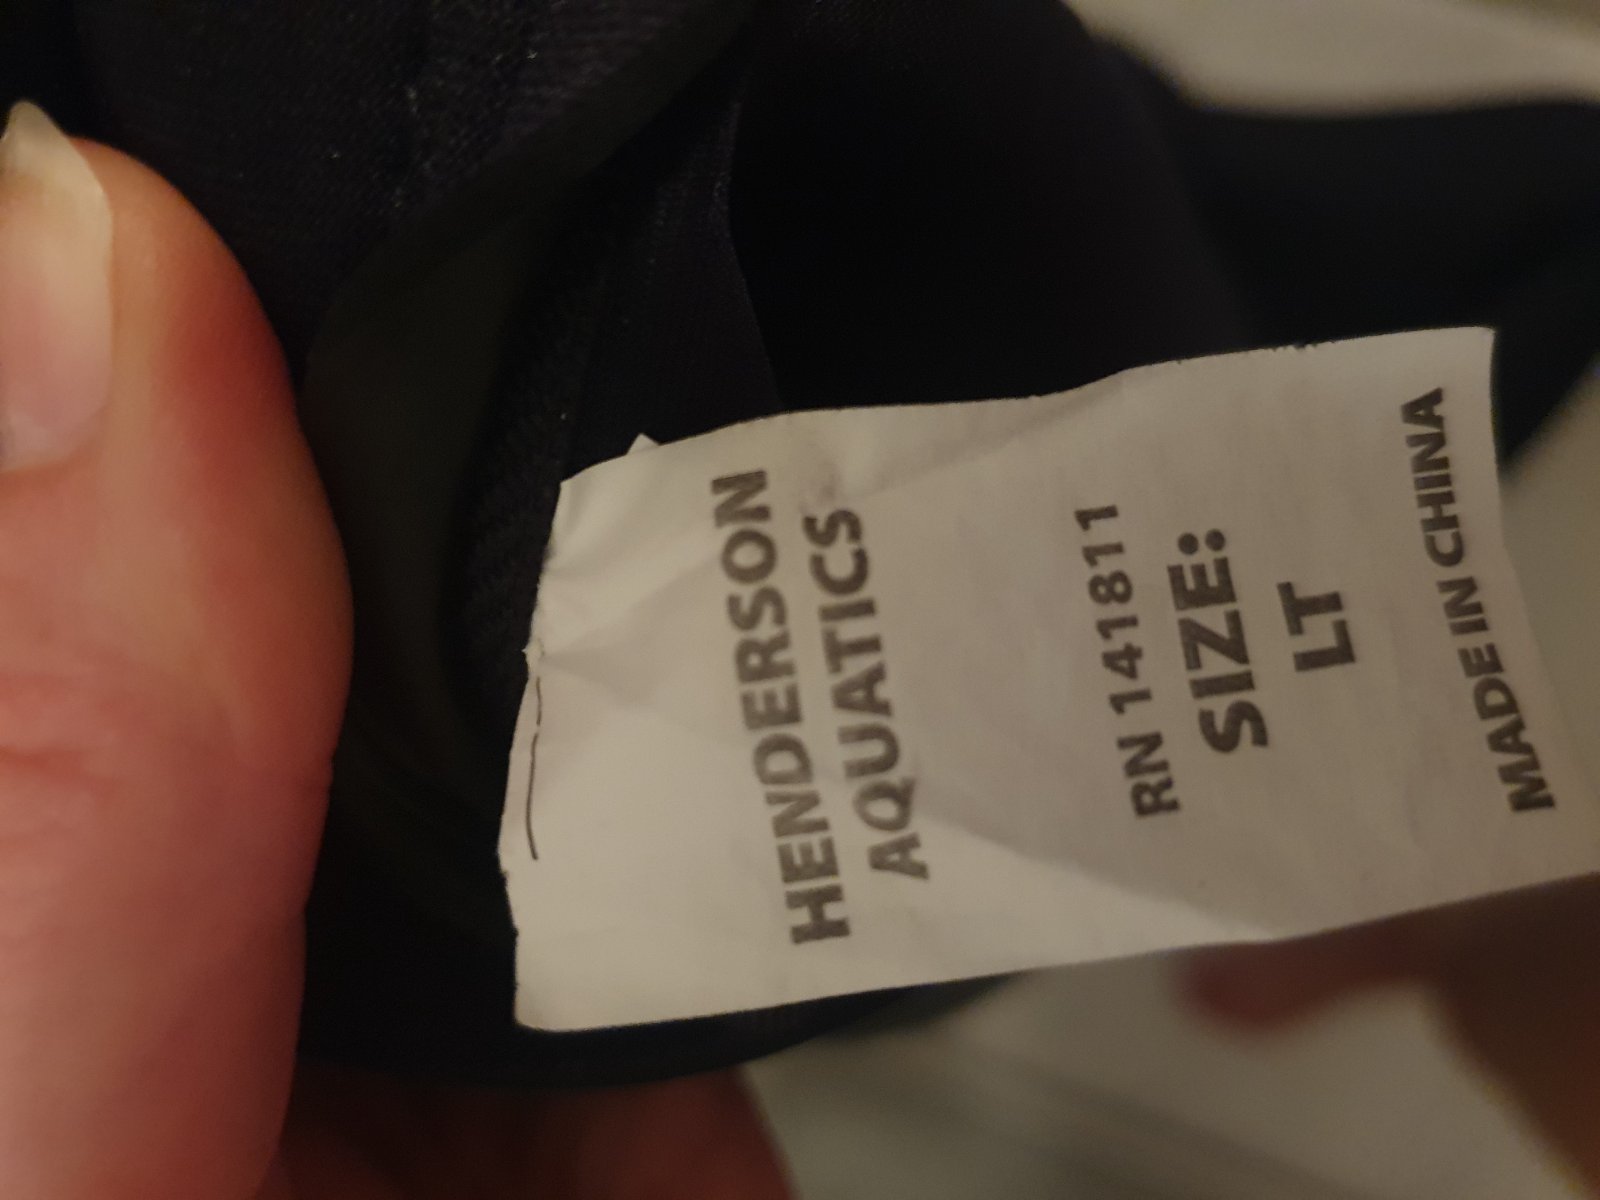 HENDERSON
AQUATICS
RN 141811
SIZE:
LT
MADE IN CHINA